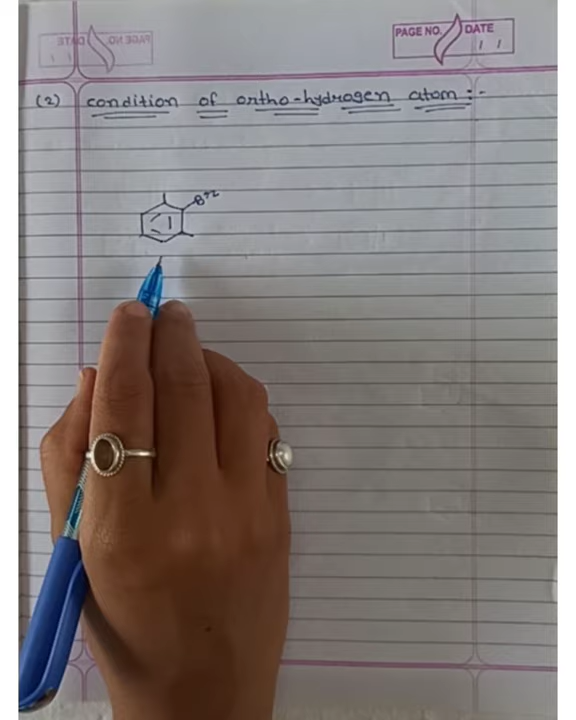 PAGE NO. DATE
/ /
(2) condition of ortho-hydrogen atom :-